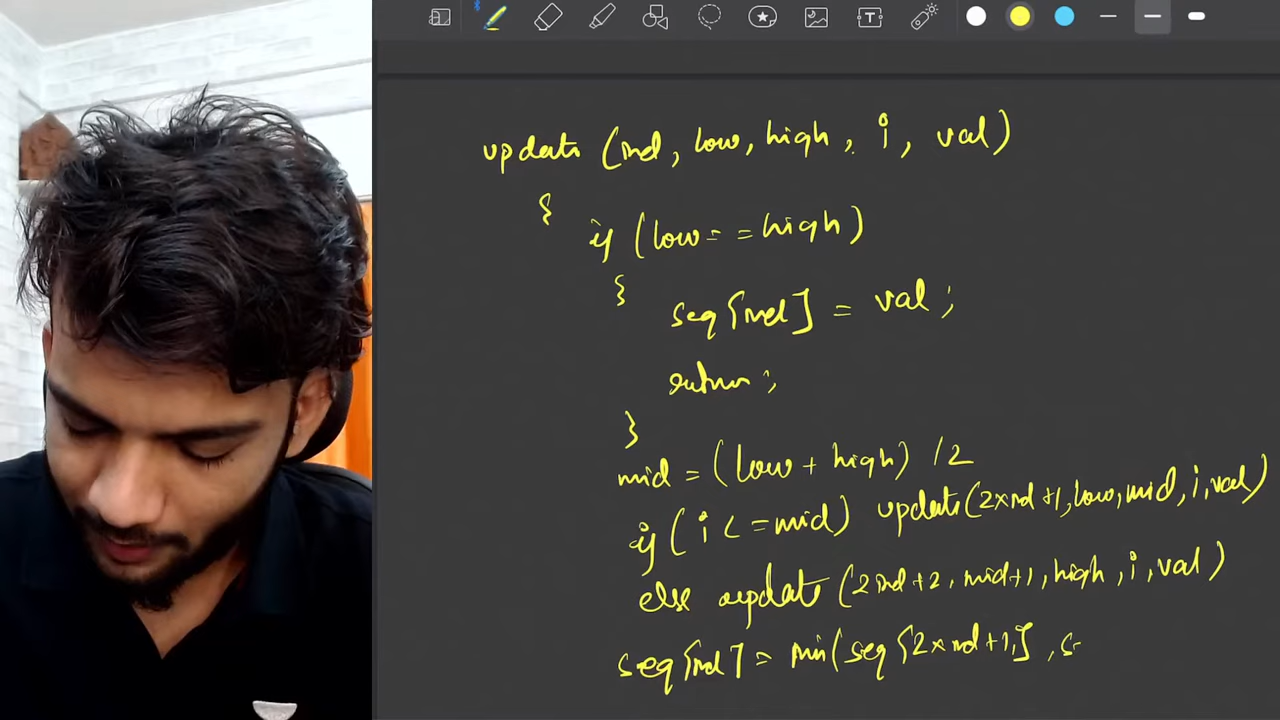 update (ind, low, high, i, val)
{
if (low == high)
{
seg[ind] = val;
return;
}
mid = (low + high) /2
if (i <= mid) update(2×ind+1, low, mid, i, val)
else update (2ind+2, mid+1, high, i, val)
seg[ind] = min(seg[2×ind+1], s